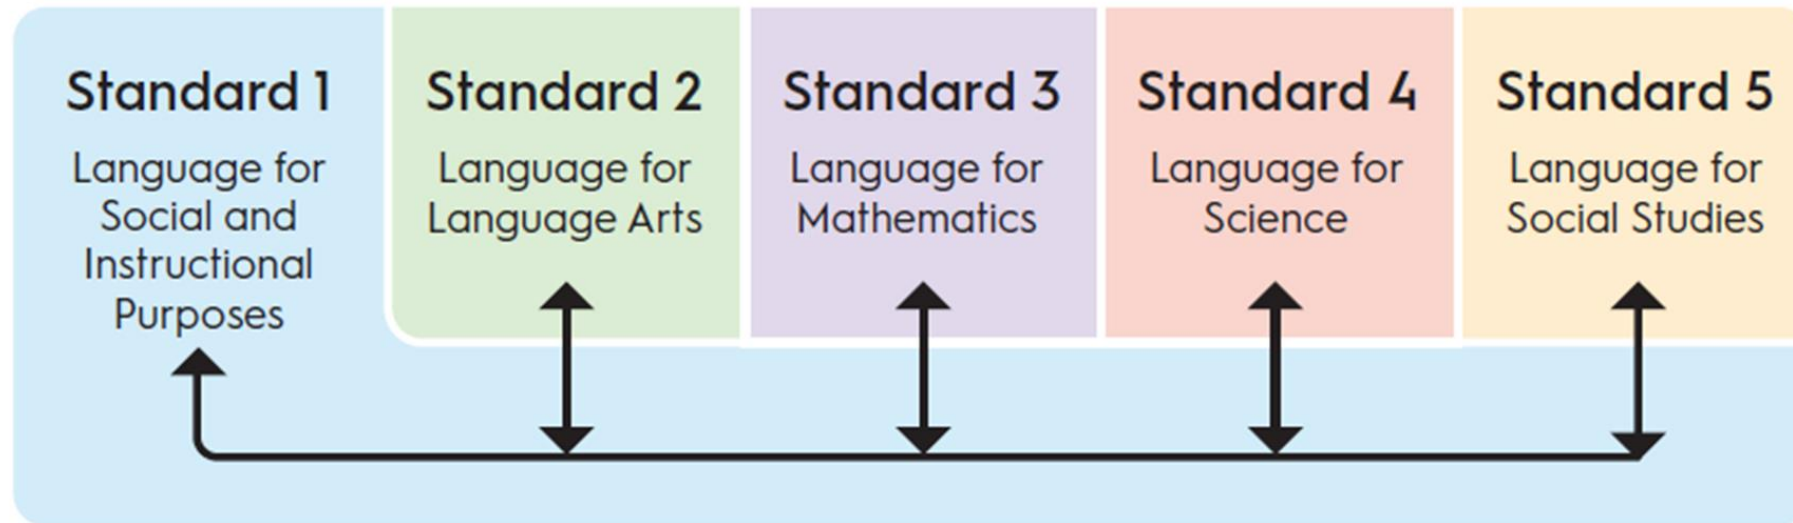 Standard 1
Language for
Social and
Instructional
Purposes
Standard 2
Language for
Language Arts
Standard 3
Language for
Mathematics
Standard 4
Language for
Science
Standard 5
Language for
Social Studies